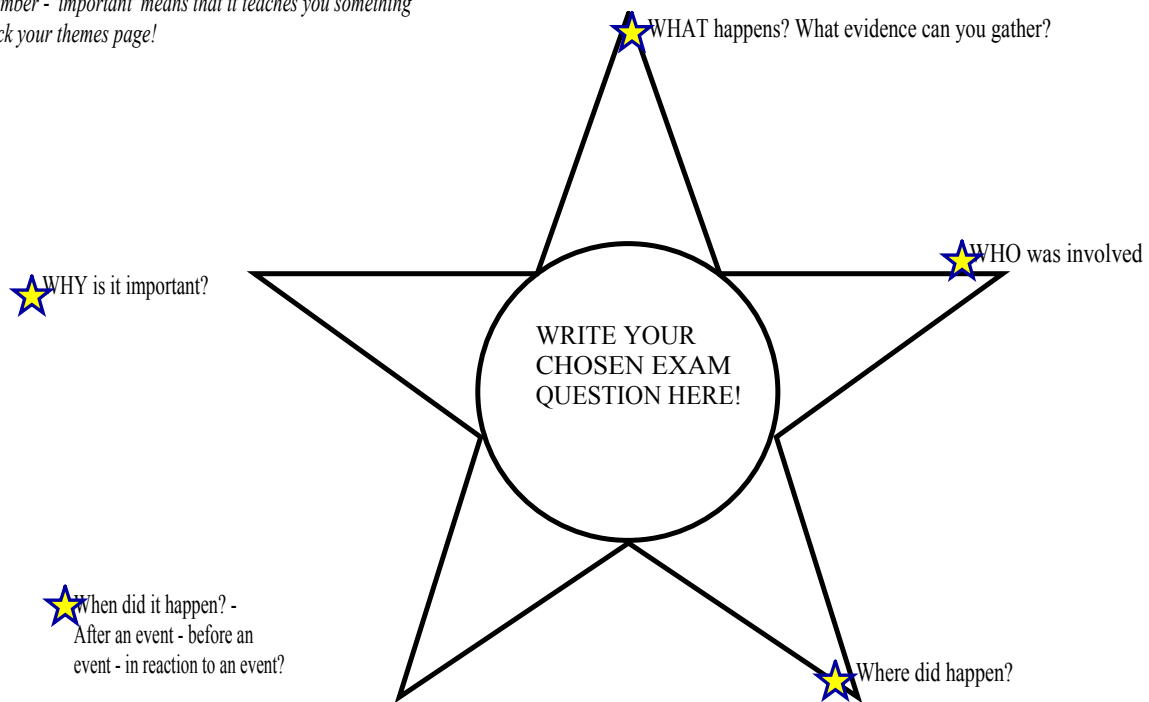 mber - 'important' means that it teaches you something
ck your themes page!
WHAT happens? What evidence can you gather?
WHO was involved
WHY is it important?
WRITE YOUR
CHOSEN EXAM
QUESTION HERE!
When did it happen? -
After an event - before an
event - in reaction to an event?
Where did happen?